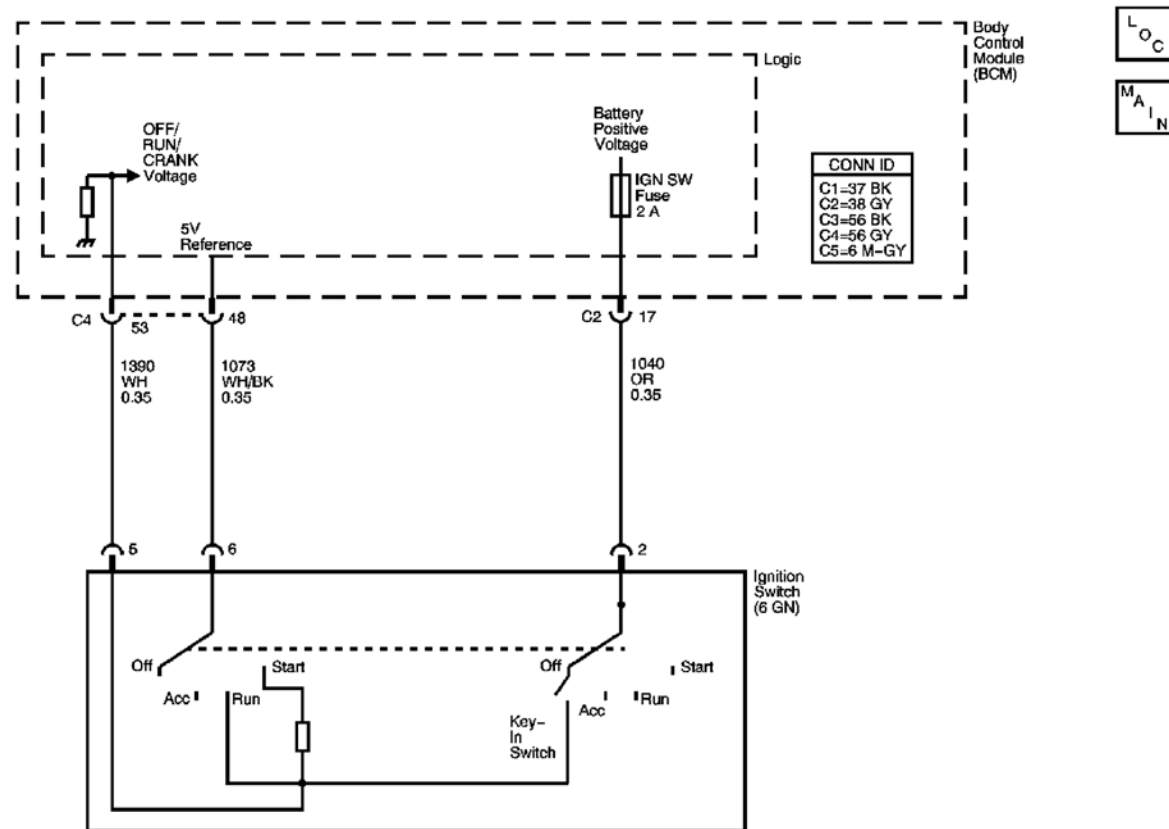 Body
Control
Module
(BCM)
L
O
C
M
A
I
N
Logic
OFF/
RUN/
CRANK
Voltage
Battery
Positive
Voltage
IGN SW
Fuse
2 A
5V
Reference
CONN ID
C1=37 BK
C2=38 GY
C3=56 BK
C4=56 GY
C5=6 M-GY
C4
53
48
C2
17
1390
WH
0.35
1073
WH/BK
0.35
1040
OR
0.35
5
6
2
Ignition
Switch
(6 GN)
Off
Acc
Run
Start
Key-
In
Switch
Off
Acc
Run
Start